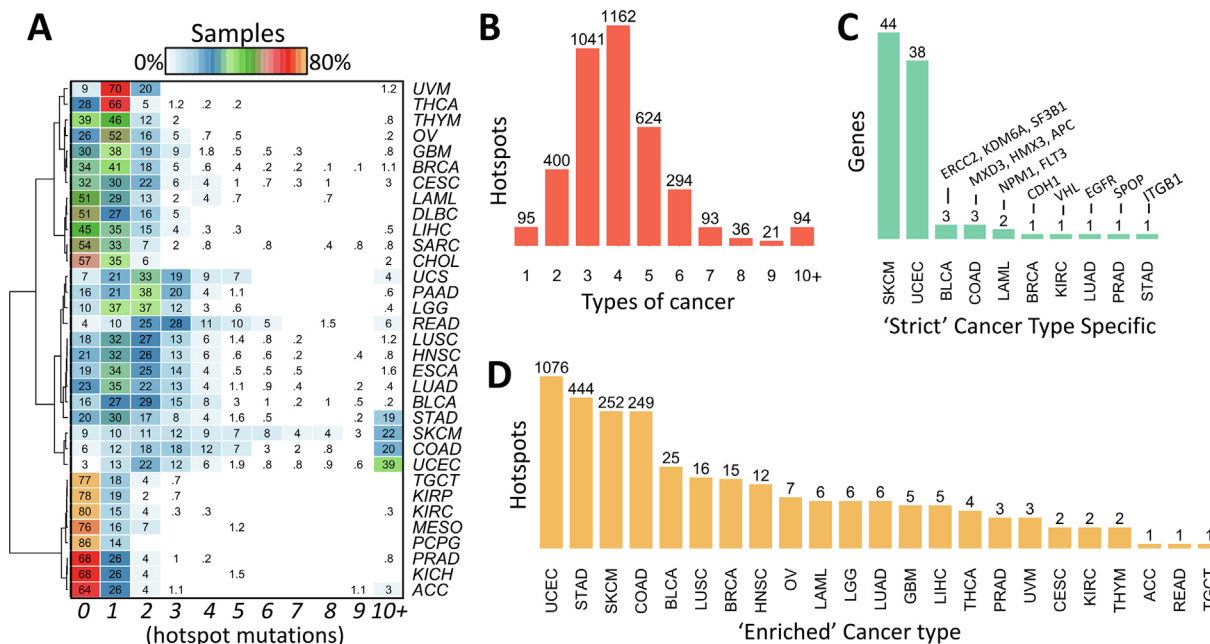 A
Samples
0% 80%
9 70 20 1.2 UVM
28 66 5 1.2 .2 .2 THCA
39 46 12 2 .8 THYM
26 52 16 5 .7 .5 .2 OV
30 38 19 9 1.8 .5 .5 .3 .8 GBM
34 41 18 5 .6 .4 .2 .2 .1 .1 1.1 BRCA
32 30 22 6 4 1 .7 .3 1 3 CESC
51 29 13 2 4 .7 .7 LAML
51 27 16 5 DLBC
45 35 15 4 .3 .3 .5 LIHC
54 33 7 2 .8 .8 .4 .8 .8 SARC
57 35 6 2 CHOL
7 21 33 19 9 7 4 UCS
16 21 38 20 4 1.1 .6 PAAD
10 37 37 12 3 .6 .4 LGG
4 10 25 28 11 10 5 1.5 6 READ
18 32 27 13 6 1.4 .8 .2 1.2 LUSC
21 32 26 13 6 .6 .6 .2 .4 .8 HNSC
19 34 25 14 4 .5 .5 .5 1.6 ESCA
23 35 22 13 4 1.1 .9 .4 .2 .4 LUAD
16 27 29 15 8 3 1 .2 1 .5 .2 BLCA
20 30 17 8 4 1.6 .5 .2 19 STAD
9 10 11 12 9 7 8 4 4 3 22 SKCM
6 12 18 18 12 7 3 2 .8 20 COAD
3 13 22 12 6 1.9 .8 .8 .9 .6 39 UCEC
77 18 4 .7 TGCT
78 19 2 .7 KIRP
80 15 4 .3 .3 .3 KIRC
76 16 7 1.2 MESO
86 14 PCPG
68 26 4 1 .2 .8 PRAD
68 26 4 1.5 KICH
64 26 4 1.1 1.1 3 ACC
0 1 2 3 4 5 6 7 8 9 10+
(hotspot mutations)
B
Hotspots
95 400 1041 1162 624 294 93 36 21 94
1 2 3 4 5 6 7 8 9 10+
Types of cancer
C
Genes
44 38 3 3 2 1 1 1 1 1
ERCC2, KDM6A, SF3B1
MXD3, HMX3, APC
NPM1, FLT3
CDH1
VHL
EGFR
SPOP
ITGB1
SKCM UCEC BLCA COAD LAML BRCA KIRC LUAD PRAD STAD
‘Strict’ Cancer Type Specific
D
Hotspots
1076 444 252 249 25 16 15 12 7 6 6 6 5 5 4 3 3 2 2 2 1 1 1
UCEC STAD SKCM COAD BLCA LUSC BRCA HNSC OV LAML LGG LUAD GBM LIHC THCA PRAD UVM CESC KIRC THYM ACC READ TGCT
‘Enriched’ Cancer type